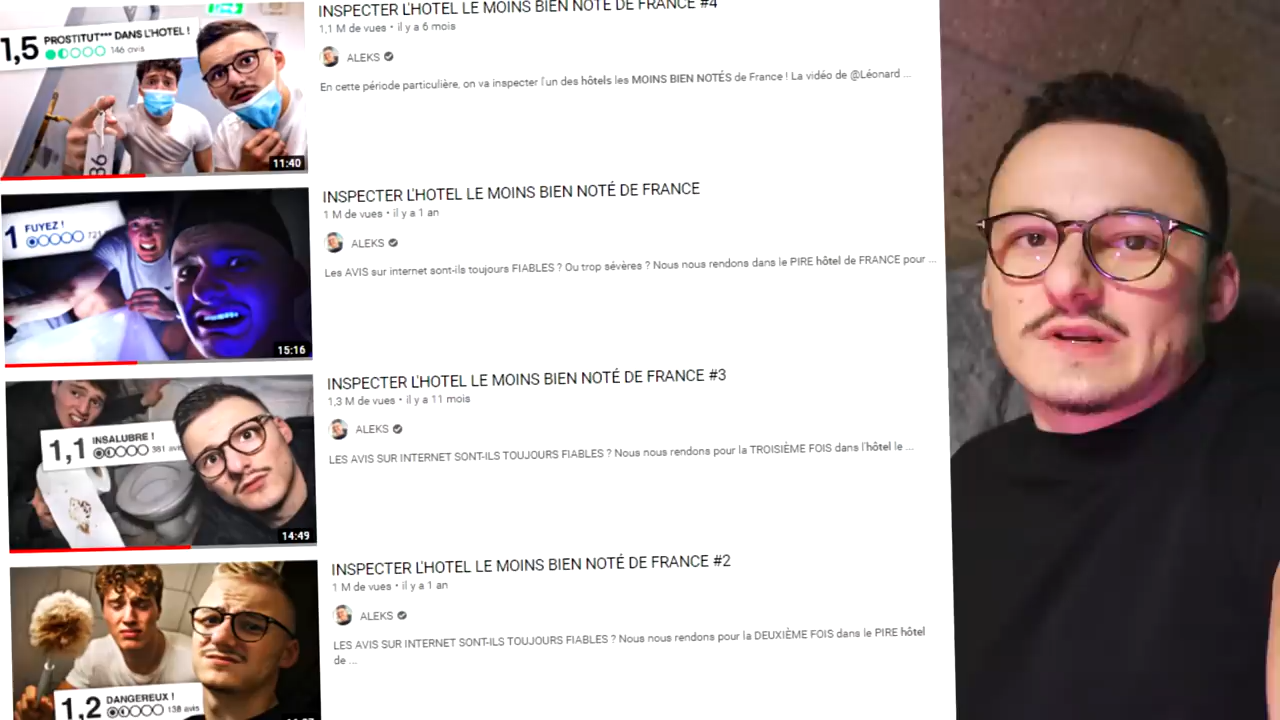 1,5 PROSTITUT*** DANS L'HOTEL !
146 avis
86
11:40
INSPECTER L'HOTEL LE MOINS BIEN NOTÉ DE FRANCE #4
1,1 M de vues • il y a 6 mois
ALEKS
En cette période particulière, on va inspecter l'un des hôtels les MOINS BIEN NOTÉS de France ! La vidéo de @Léonard ...
1 FUYEZ !
15:16
INSPECTER L'HOTEL LE MOINS BIEN NOTÉ DE FRANCE
1 M de vues • il y a 1 an
ALEKS
Les AVIS sur internet sont-ils toujours FIABLES ? Ou trop sévères ? Nous nous rendons dans le PIRE hôtel de FRANCE pour ...
1,1 INSALUBRE !
381 avis
14:49
INSPECTER L'HOTEL LE MOINS BIEN NOTÉ DE FRANCE #3
1,3 M de vues • il y a 11 mois
ALEKS
LES AVIS SUR INTERNET SONT-ILS TOUJOURS FIABLES ? Nous nous rendons pour la TROISIÈME FOIS dans l'hôtel le ...
1,2 DANGEREUX !
138 avis
INSPECTER L'HOTEL LE MOINS BIEN NOTÉ DE FRANCE #2
1 M de vues • il y a 1 an
ALEKS
LES AVIS SUR INTERNET SONT-ILS TOUJOURS FIABLES ? Nous nous rendons pour la DEUXIÈME FOIS dans le PIRE hôtel
de ...